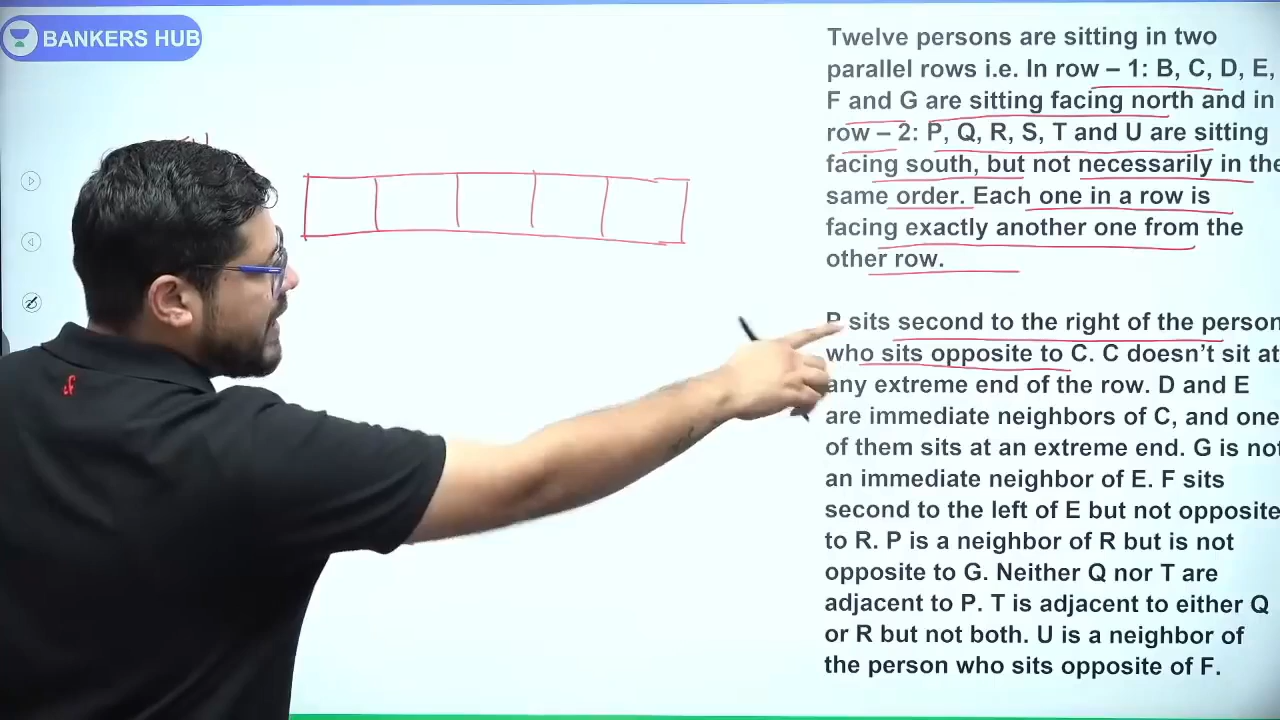 BANKERS HUB
Twelve persons are sitting in two
parallel rows i.e. In row – 1: B, C, D, E,
F and G are sitting facing north and in
row – 2: P, Q, R, S, T and U are sitting
facing south, but not necessarily in the
same order. Each one in a row is
facing exactly another one from the
other row.
P sits second to the right of the person
who sits opposite to C. C doesn't sit at
any extreme end of the row. D and E
are immediate neighbors of C, and one
of them sits at an extreme end. G is not
an immediate neighbor of E. F sits
second to the left of E but not opposite
to R. P is a neighbor of R but is not
opposite to G. Neither Q nor T are
adjacent to P. T is adjacent to either Q
or R but not both. U is a neighbor of
the person who sits opposite of F.